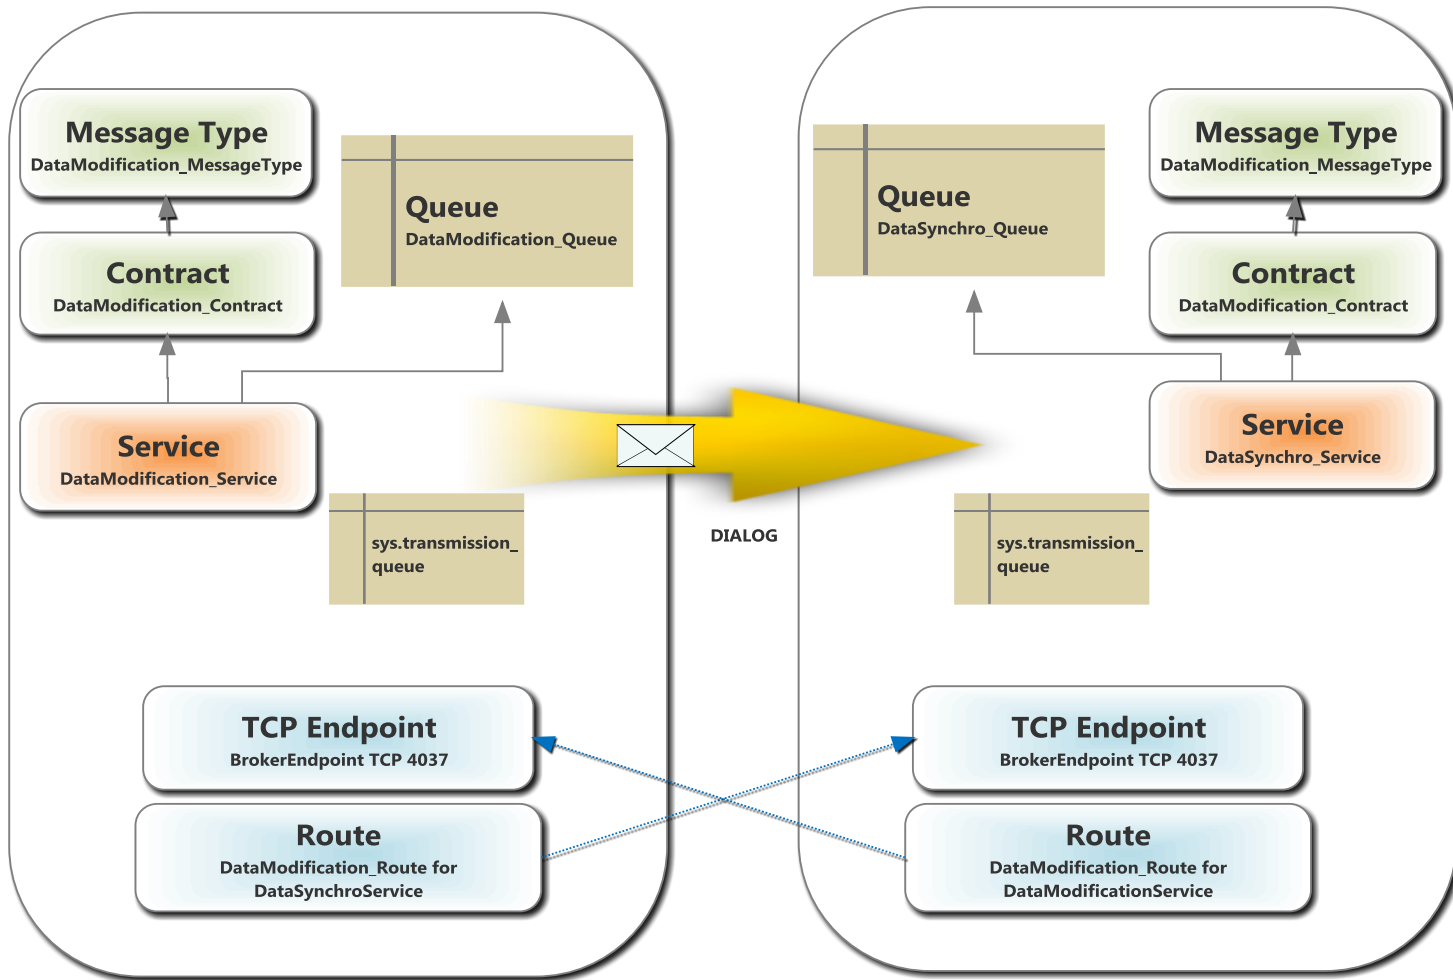 Message Type
DataModification_MessageType
Queue
DataModification_Queue
Contract
DataModification_Contract
Service
DataModification_Service
sys.transmission_
queue
TCP Endpoint
BrokerEndpoint TCP 4037
Route
DataModification_Route for
DataSynchroService
DIALOG
Message Type
DataModification_MessageType
Queue
DataSynchro_Queue
Contract
DataModification_Contract
Service
DataSynchro_Service
sys.transmission_
queue
TCP Endpoint
BrokerEndpoint TCP 4037
Route
DataModification_Route for
DataModificationService